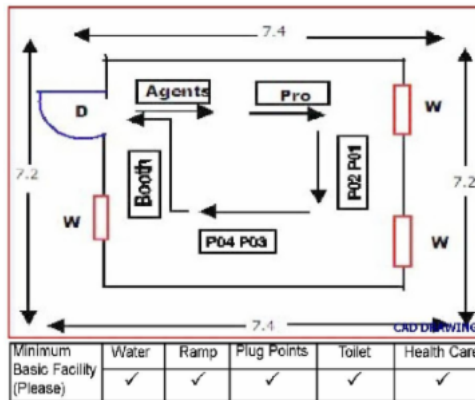 7.4
Agents
Pro
D
W
7.2
7.2
Booth
P02 P01
W
W
P04 P03
7.4
CAD DRAWING
Minimum Basic Facility (Please)
Water
Ramp
Plug Points
Toilet
Health Care
✓ ✓ ✓ ✓ ✓